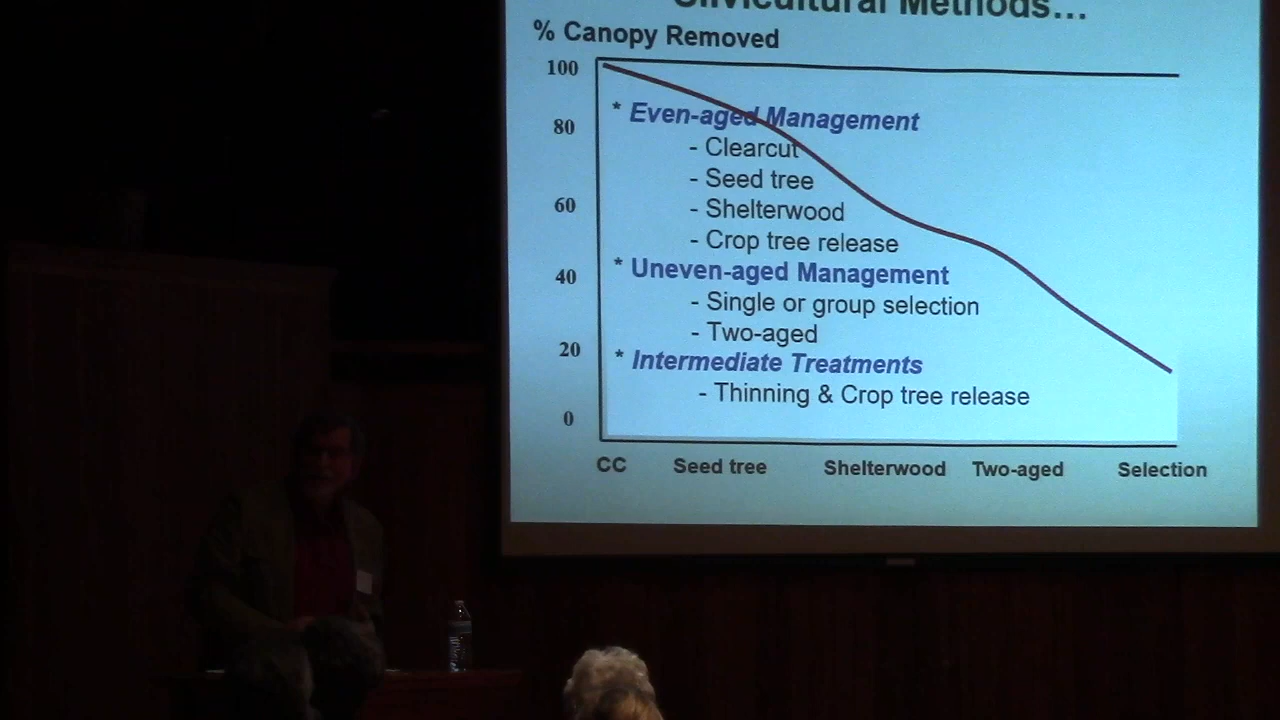 Silvicultural Methods...
% Canopy Removed
100
80
60
40
20
0
* Even-aged Management
- Clearcut
- Seed tree
- Shelterwood
- Crop tree release
* Uneven-aged Management
- Single or group selection
- Two-aged
* Intermediate Treatments
- Thinning & Crop tree release
CC Seed tree Shelterwood Two-aged Selection